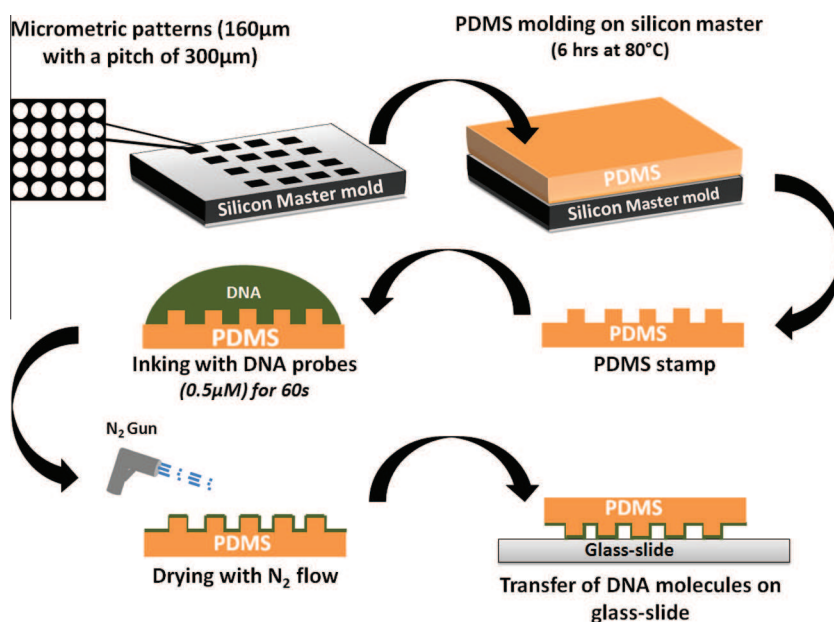 Micrometric patterns (160µm
with a pitch of 300µm)
PDMS molding on silicon master
(6 hrs at 80°C)
Silicon Master mold
PDMS
Silicon Master mold
DNA
PDMS
Inking with DNA probes
(0.5µM) for 60s
PDMS
PDMS stamp
N₂ Gun
PDMS
Drying with N₂ flow
PDMS
Glass-slide
Transfer of DNA molecules on
glass-slide